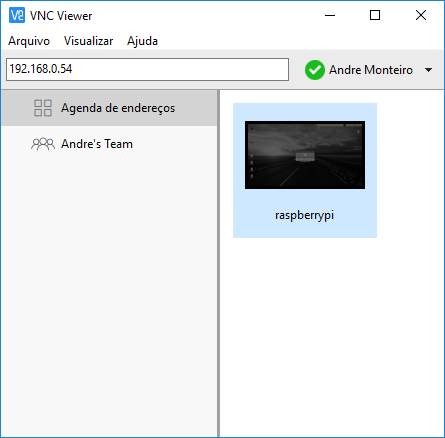 VNC Viewer
Arquivo Visualizar Ajuda
192.168.0.54
Andre Monteiro
Agenda de endereços
Andre's Team
raspberrypi